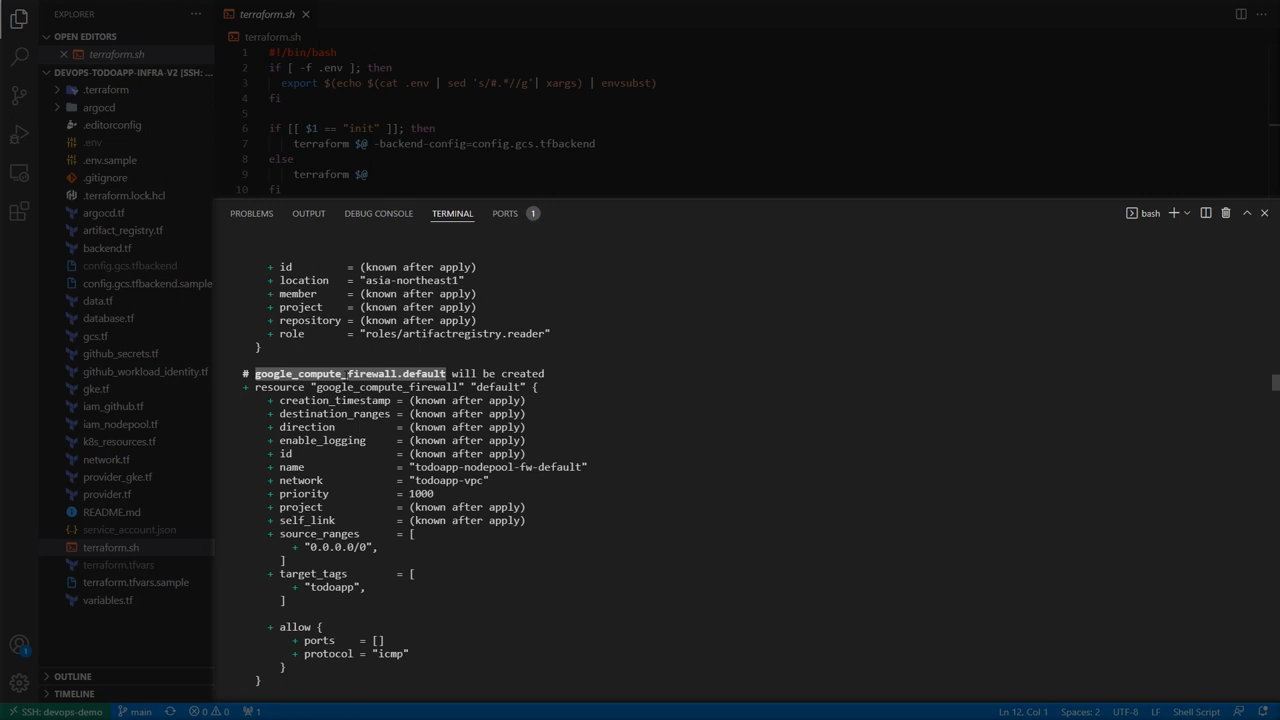 EXPLORER
OPEN EDITORS
terraform.sh
DEVOPS-TODOAPP-INFRA-V2 [SSH: ...
.terraform
argocd
.editorconfig
.env
.env.sample
.gitignore
.terraform.lock.hcl
argocd.tf
artifact_registry.tf
backend.tf
config.gcs.tfbackend
config.gcs.tfbackend.sample
data.tf
database.tf
gcs.tf
github_secrets.tf
github_workload_identity.tf
gke.tf
iam_github.tf
iam_nodepool.tf
k8s_resources.tf
network.tf
provider_gke.tf
provider.tf
README.md
service_account.json
terraform.sh
terraform.tfvars
terraform.tfvars.sample
variables.tf
OUTLINE
TIMELINE
terraform.sh
terraform.sh
1 #!/bin/bash
2 if [ -f .env ]; then
3 export $(echo $(cat .env | sed 's/#.*//g'| xargs) | envsubst)
4 fi
5
6 if [[ $1 == "init" ]]; then
7 terraform $@ -backend-config=config.gcs.tfbackend
8 else
9 terraform $@
10 fi
PROBLEMS OUTPUT DEBUG CONSOLE TERMINAL PORTS 1 bash
+ id = (known after apply)
+ location = "asia-northeast1"
+ member = (known after apply)
+ project = (known after apply)
+ repository = (known after apply)
+ role = "roles/artifactregistry.reader"
}
# google_compute_firewall.default will be created
+ resource "google_compute_firewall" "default" {
+ creation_timestamp = (known after apply)
+ destination_ranges = (known after apply)
+ direction = (known after apply)
+ enable_logging = (known after apply)
+ id = (known after apply)
+ name = "todoapp-nodepool-fw-default"
+ network = "todoapp-vpc"
+ priority = 1000
+ project = (known after apply)
+ self_link = (known after apply)
+ source_ranges = [
+ "0.0.0.0/0",
]
+ target_tags = [
+ "todoapp",
]
+ allow {
+ ports = []
+ protocol = "icmp"
}
}
1
SSH: devops-demo main 0 0 1 Ln 12, Col 1 Spaces: 2 UTF-8 LF Shell Script